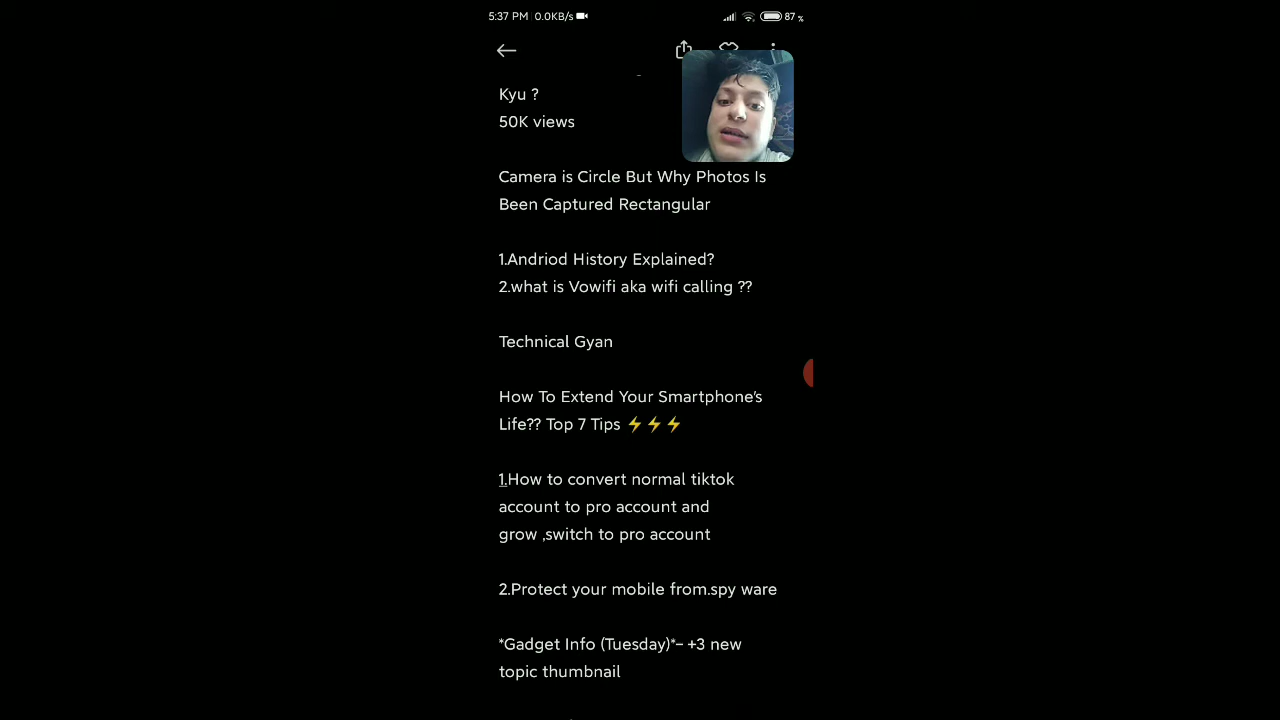 5:37 PM 0.0KB/s 87 %
Kyu ?
50K views
Camera is Circle But Why Photos Is
Been Captured Rectangular
1.Andriod History Explained?
2.what is Vowifi aka wifi calling ??
Technical Gyan
How To Extend Your Smartphone's
Life?? Top 7 Tips ⚡⚡⚡
1.How to convert normal tiktok
account to pro account and
grow ,switch to pro account
2.Protect your mobile from.spy ware
*Gadget Info (Tuesday)*– +3 new
topic thumbnail